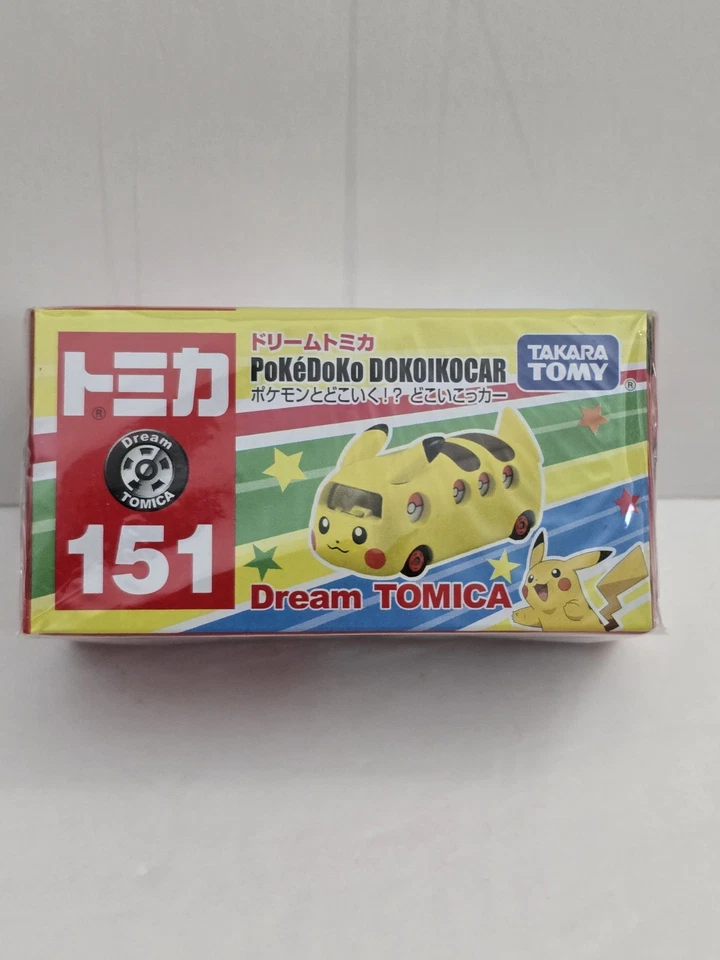 トミカ
®
Dream
TOMICA
151
ドリームトミカ
PoKéDoKo DOKOIKOCAR
ポケモンとどこいく!? どこいこっカー
TAKARA
TOMY
®
Dream TOMICA